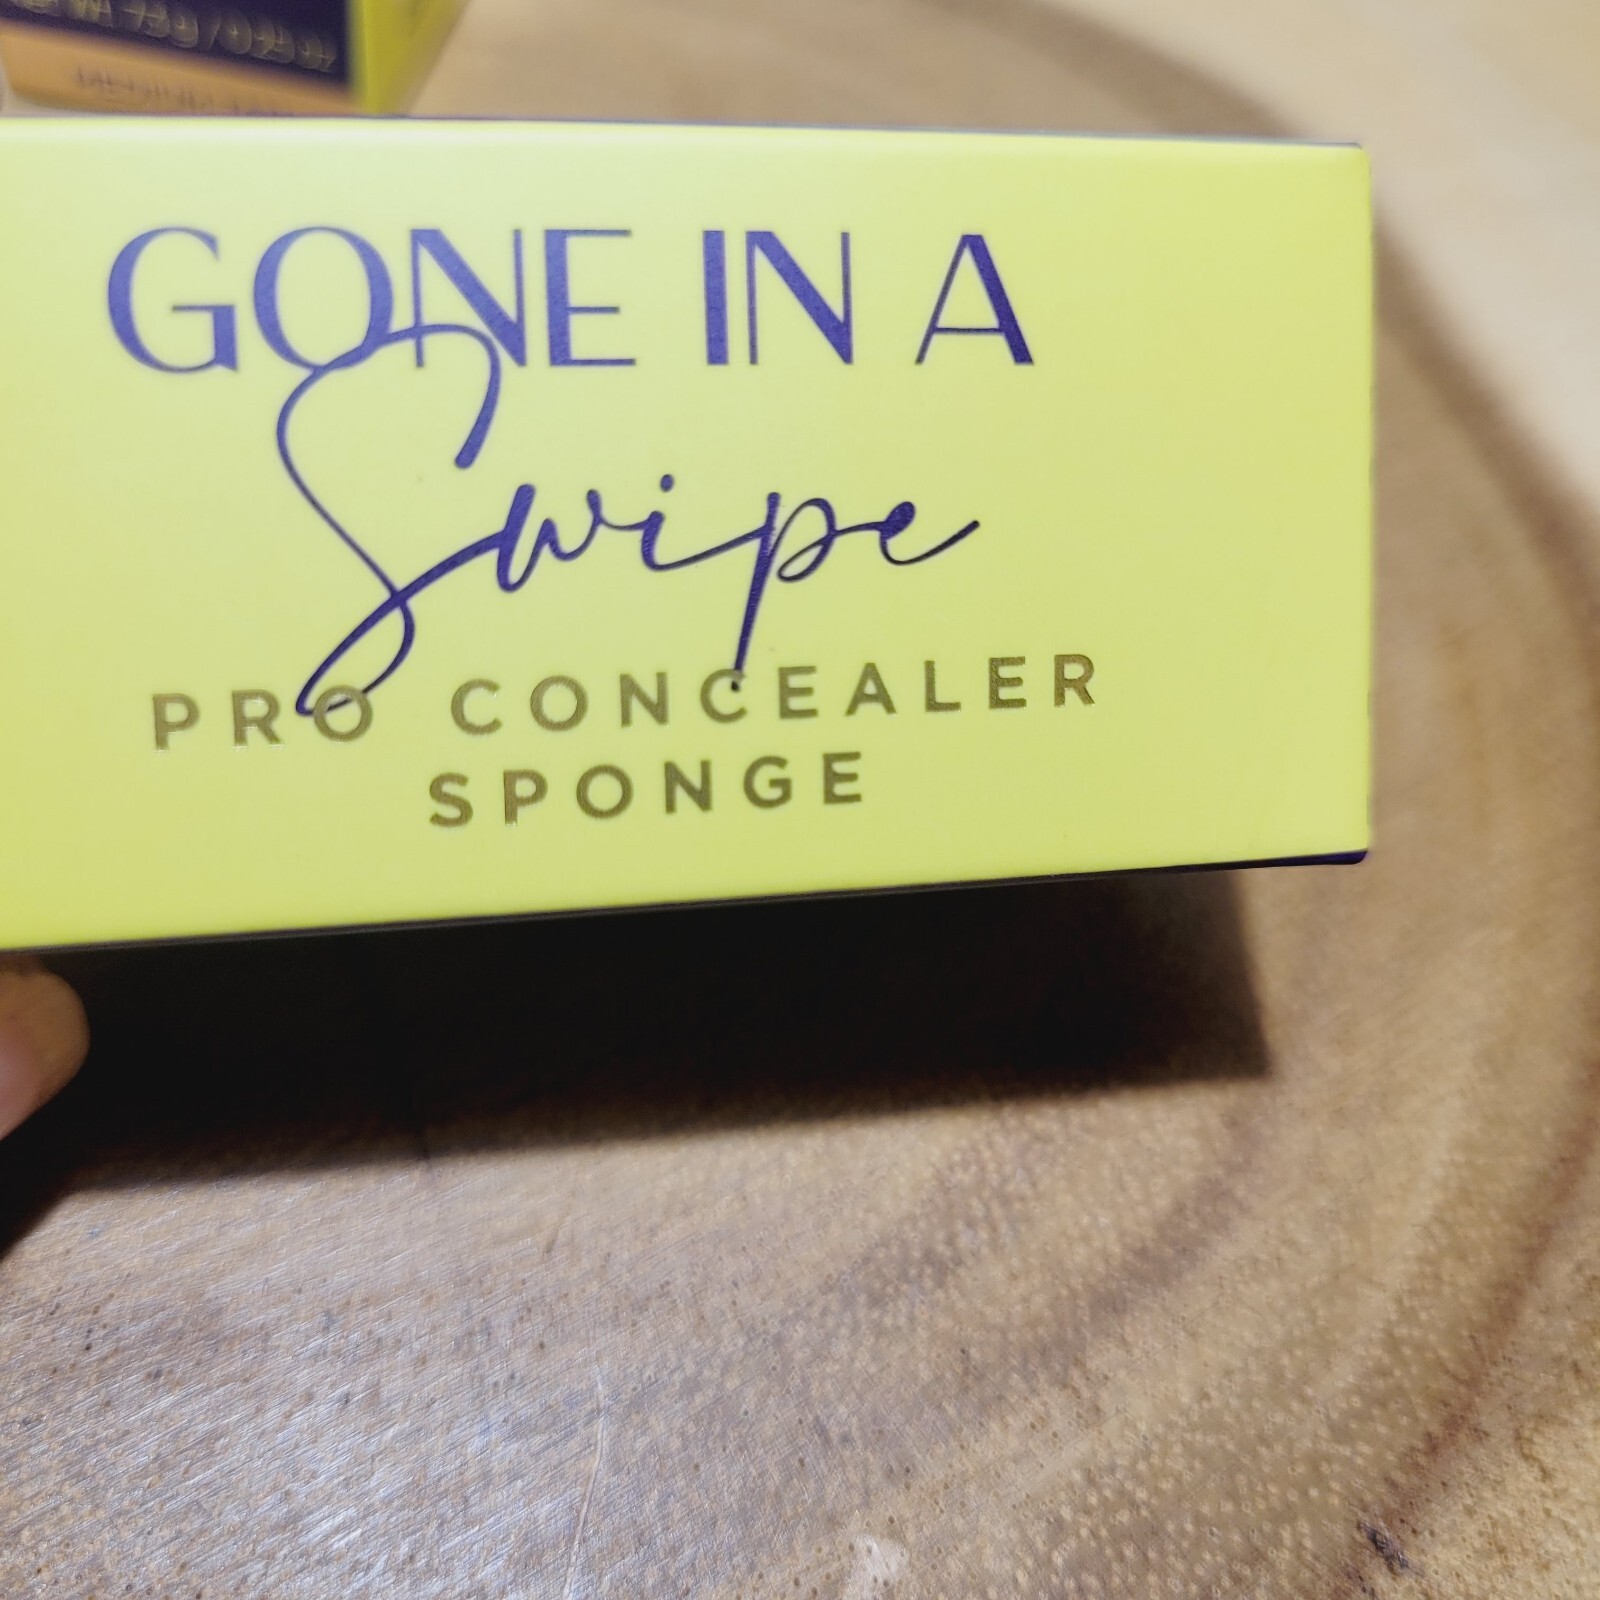 GONE IN A
Swipe
PRO CONCEALER
SPONGE